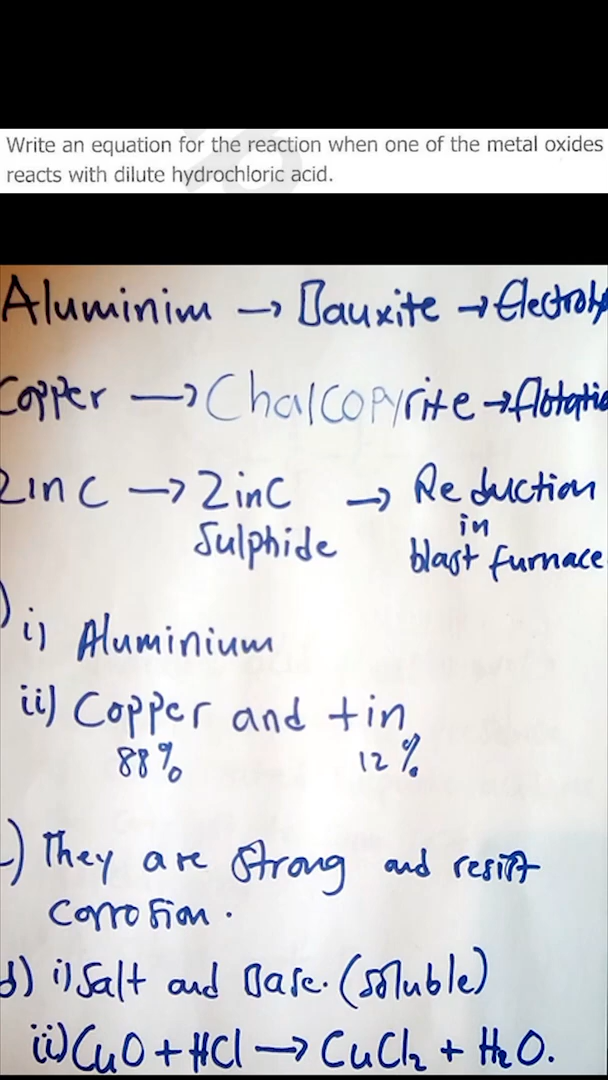 Write an equation for the reaction when one of the metal oxides
reacts with dilute hydrochloric acid.
Aluminim → Bauxite → Electroly
Copper → Chalcopyrite → flotatio
Zinc → Zinc → Reduction
Sulphide in
blast furnace
) i) Aluminium
ii) Copper and tin
88% 12%
) They are strong and resist
corrosion.
d) i) Salt and Base. (soluble)
ii) CuO + HCl → CuCl₂ + H₂O.